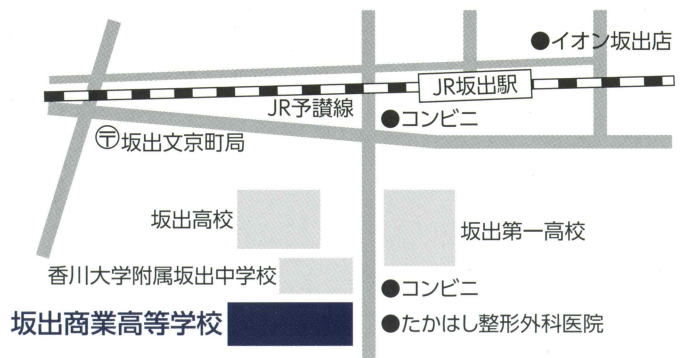 ●イオン坂出店
JR坂出駅
JR予讃線
●コンビニ
〒坂出文京町局
坂出高校
坂出第一高校
香川大学附属坂出中学校
●コンビニ
坂出商業高等学校
●たかはし整形外科医院